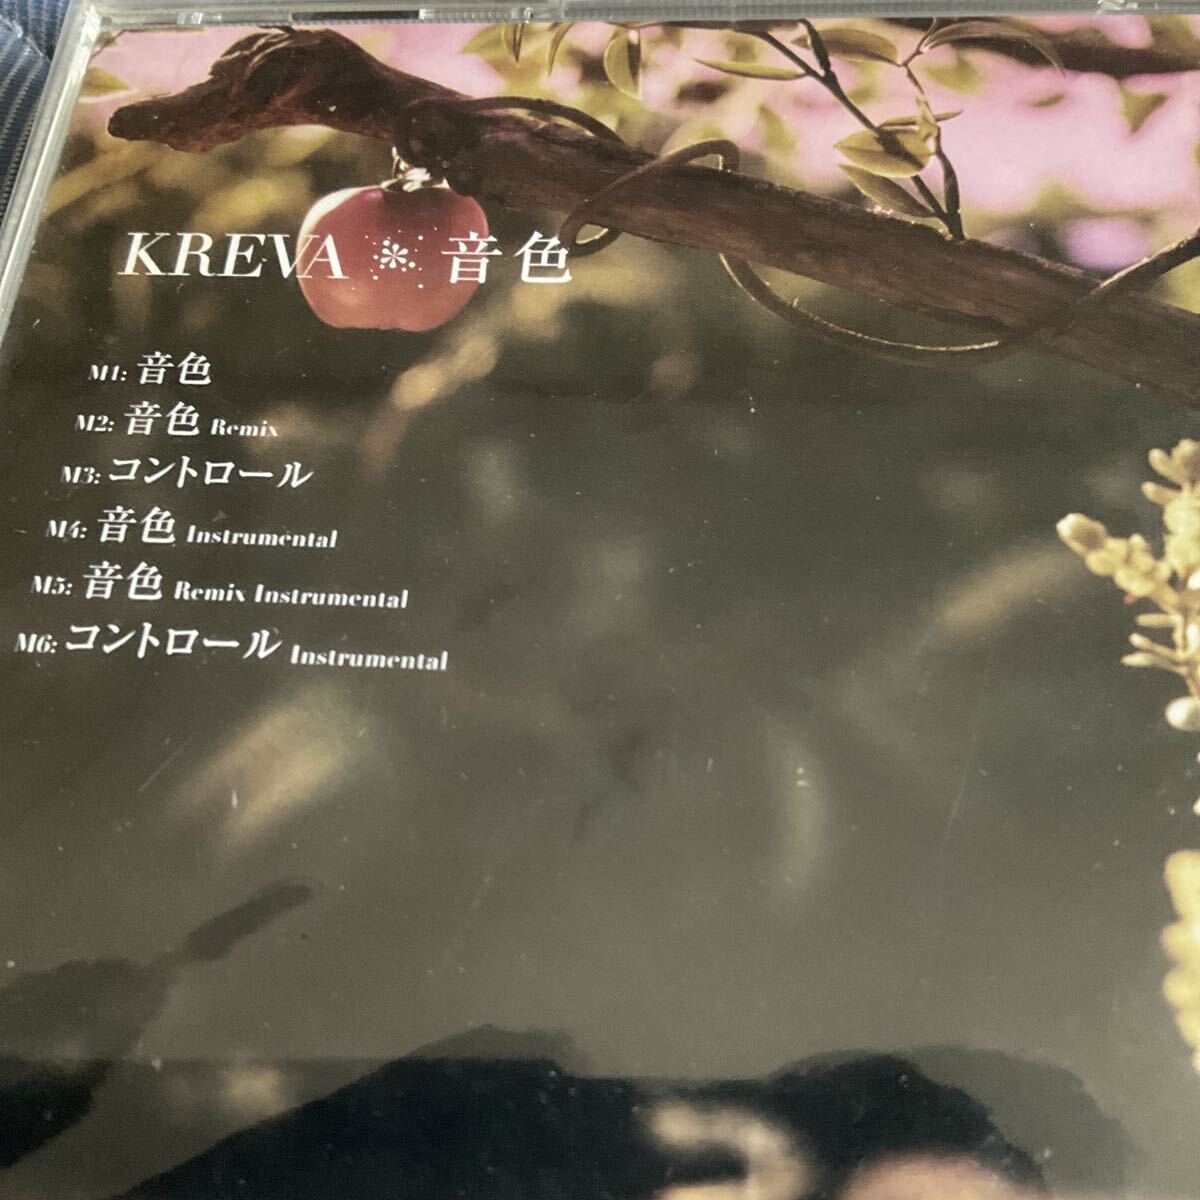 KREVA * 音色
M1: 音色
M2: 音色 Remix
M3: コントロール
M4: 音色 Instrumental
M5: 音色 Remix Instrumental
M6: コントロール Instrumental